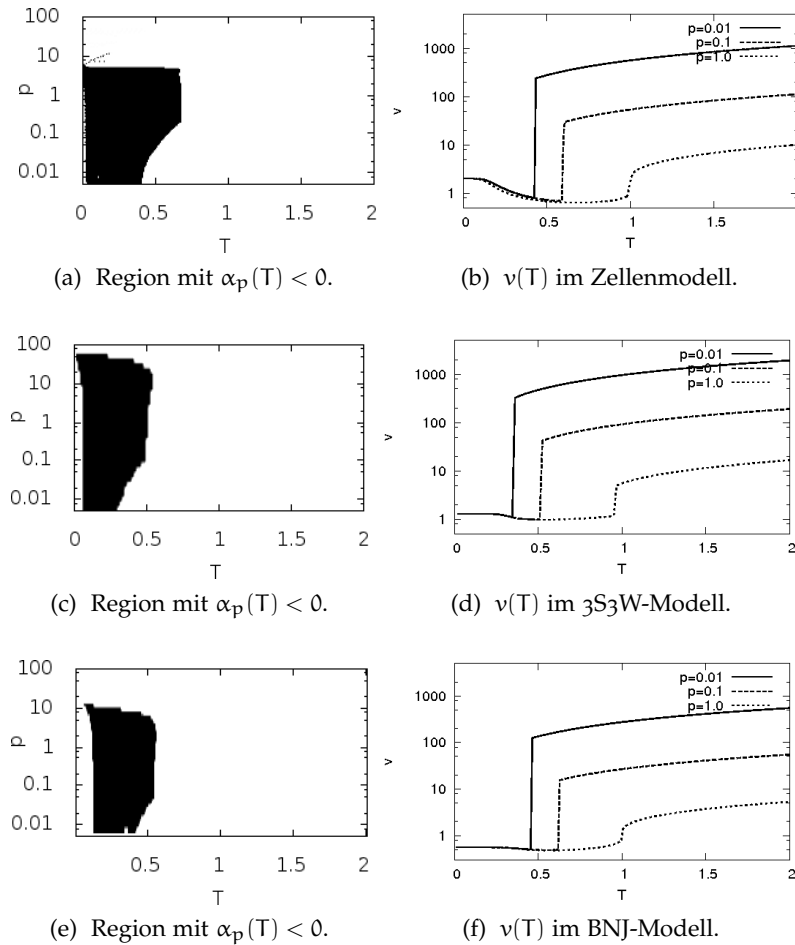 100
10
1
0.1
0.01
p
0 0.5 1 1.5 2
T
(a) Region mit αp(T) < 0.
1000
100
10
1
v
p=0.01
p=0.1
p=1.0
0 0.5 1 1.5 2
T
(b) v(T) im Zellenmodell.
100
10
1
0.1
0.01
p
0 0.5 1 1.5 2
T
(c) Region mit αp(T) < 0.
1000
100
10
1
v
p=0.01
p=0.1
p=1.0
0 0.5 1 1.5 2
T
(d) v(T) im 3S3W-Modell.
100
10
1
0.1
0.01
p
0.5 1 1.5 2
T
(e) Region mit αp(T) < 0.
1000
100
10
1
v
p=0.01
p=0.1
p=1.0
0 0.5 1 1.5 2
T
(f) v(T) im BNJ-Modell.